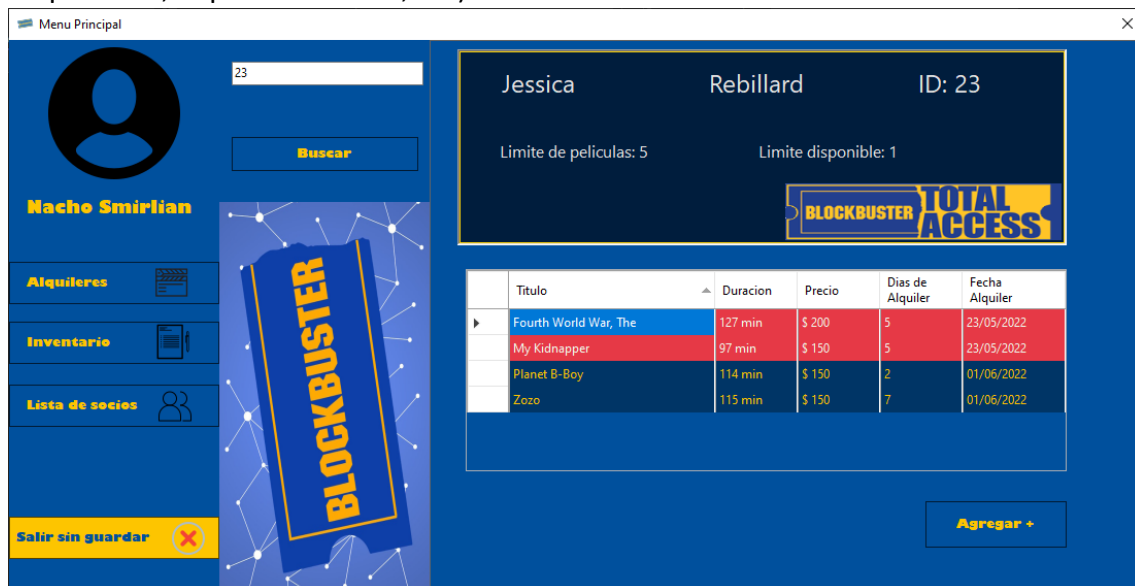 Menu Principal
23
Buscar
Nacho Smirlian
Alquileres
Inventario
Lista de socios
Salir sin guardar
BLOCKBUSTER
Jessica Rebillard ID: 23
Limite de peliculas: 5 Limite disponible: 1
BLOCKBUSTER TOTAL ACCESS
Titulo Duracion Precio Dias de Alquiler Fecha Alquiler
Fourth World War, The 127 min $ 200 5 23/05/2022
My Kidnapper 97 min $ 150 5 23/05/2022
Planet B-Boy 114 min $ 150 2 01/06/2022
Zozo 115 min $ 150 7 01/06/2022
Agregar +